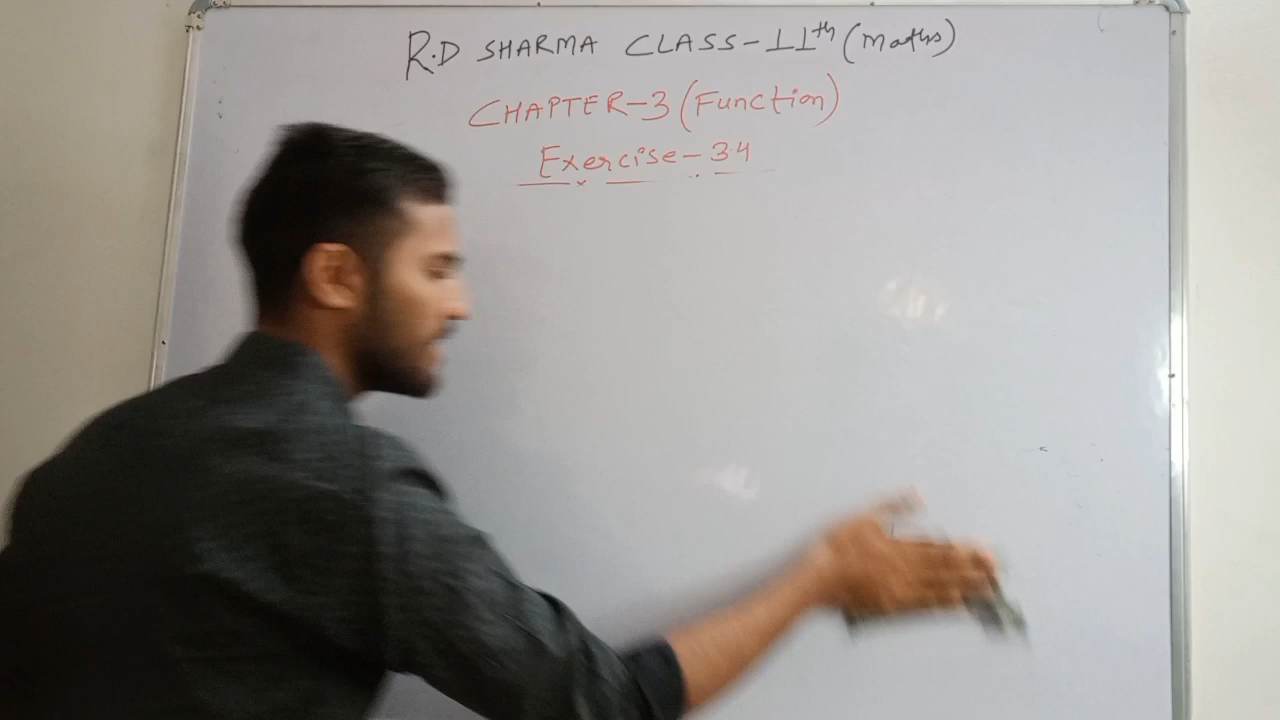 R.D SHARMA CLASS-11th (Maths)
CHAPTER-3 (Function)
Exercise-3.4